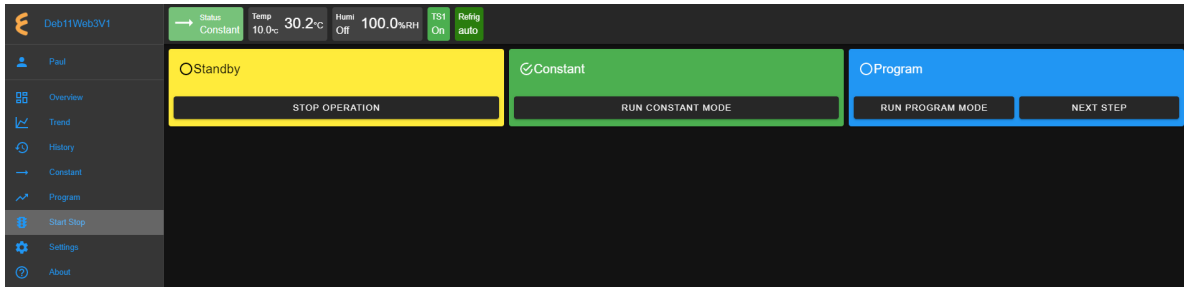 Deb11Web3V1
Status
Constant
Temp
10.0°c 30.2°c
Humi
Off 100.0%RH
TS1
On
Refrig
auto
Paul
Overview
Trend
History
Constant
Program
Start Stop
Settings
About
Standby
STOP OPERATION
Constant
RUN CONSTANT MODE
Program
RUN PROGRAM MODE NEXT STEP